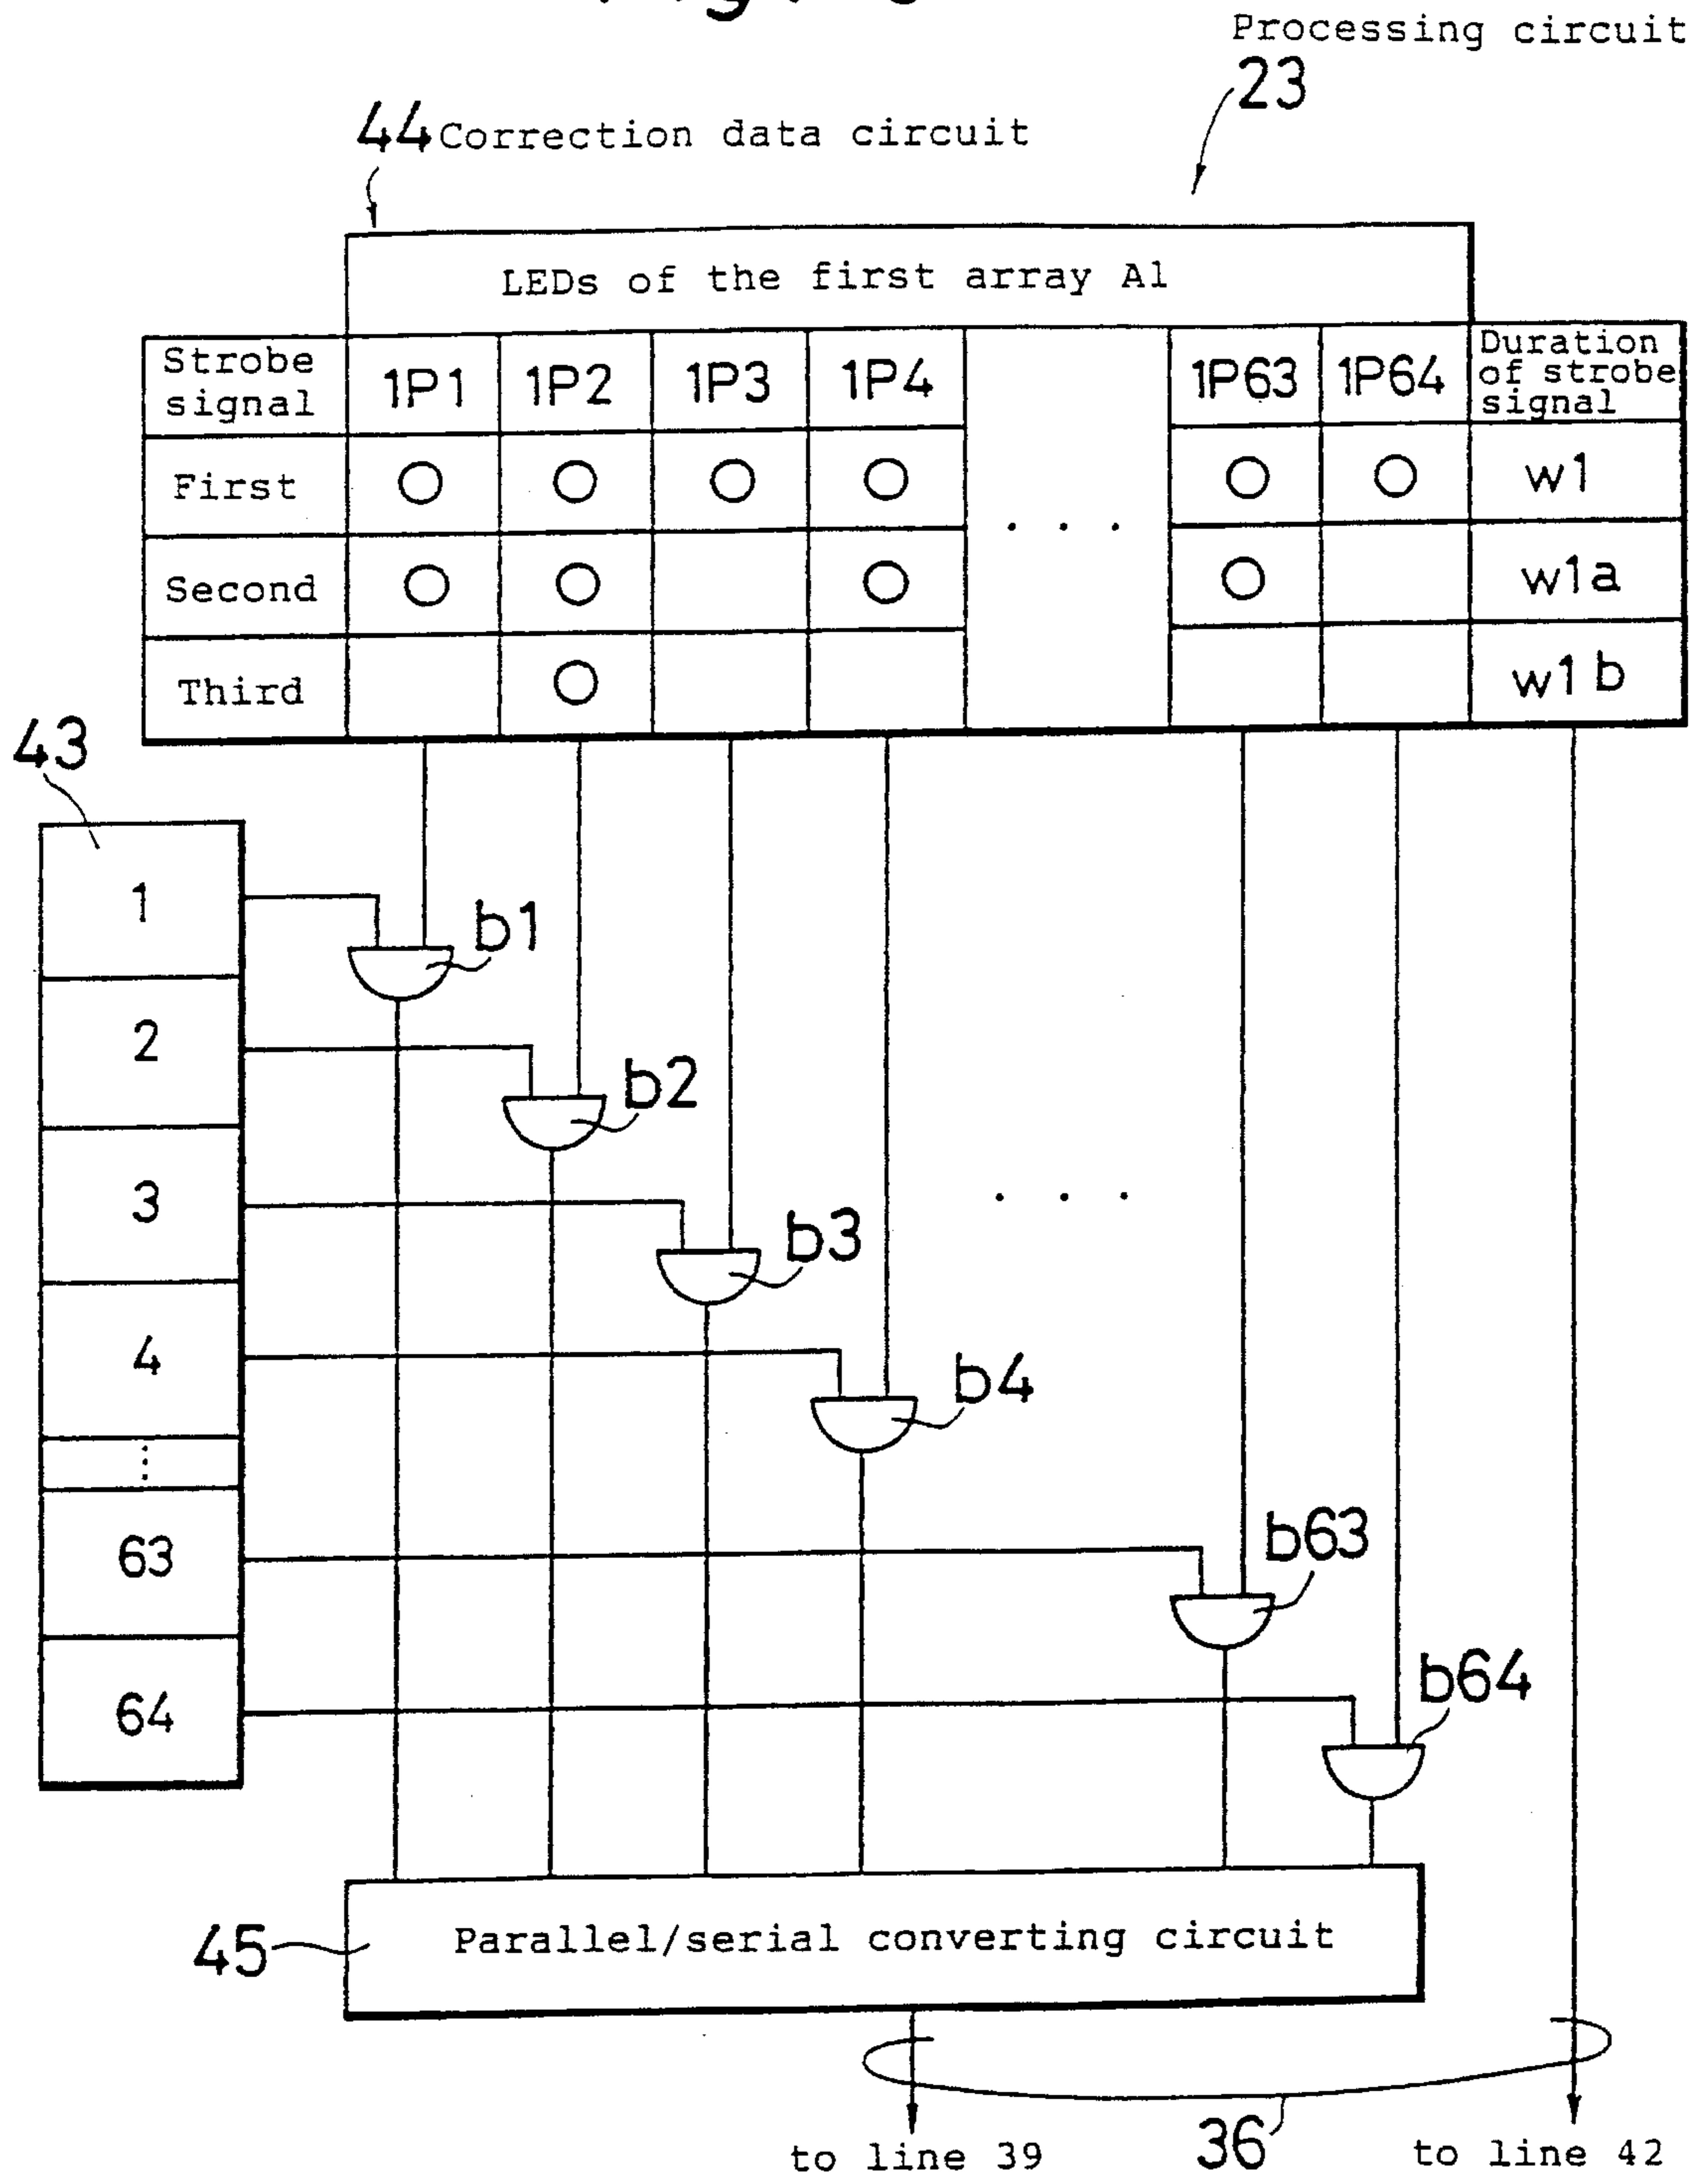 Processing circuit
23
44 Correction data circuit
LEDs of the first array A1
Strobe signal 1P1 1P2 1P3 1P4 1P63 1P64 Duration of strobe signal
First ○ ○ ○ ○ . . . ○ ○ w1
Second ○ ○ ○ ○ w1a
Third ○ w1b
43
1
b1
2
b2
3
b3
. . .
4
b4
⋮
63
b63
64
b64
45 Parallel/serial converting circuit
36
to line 39
to line 42